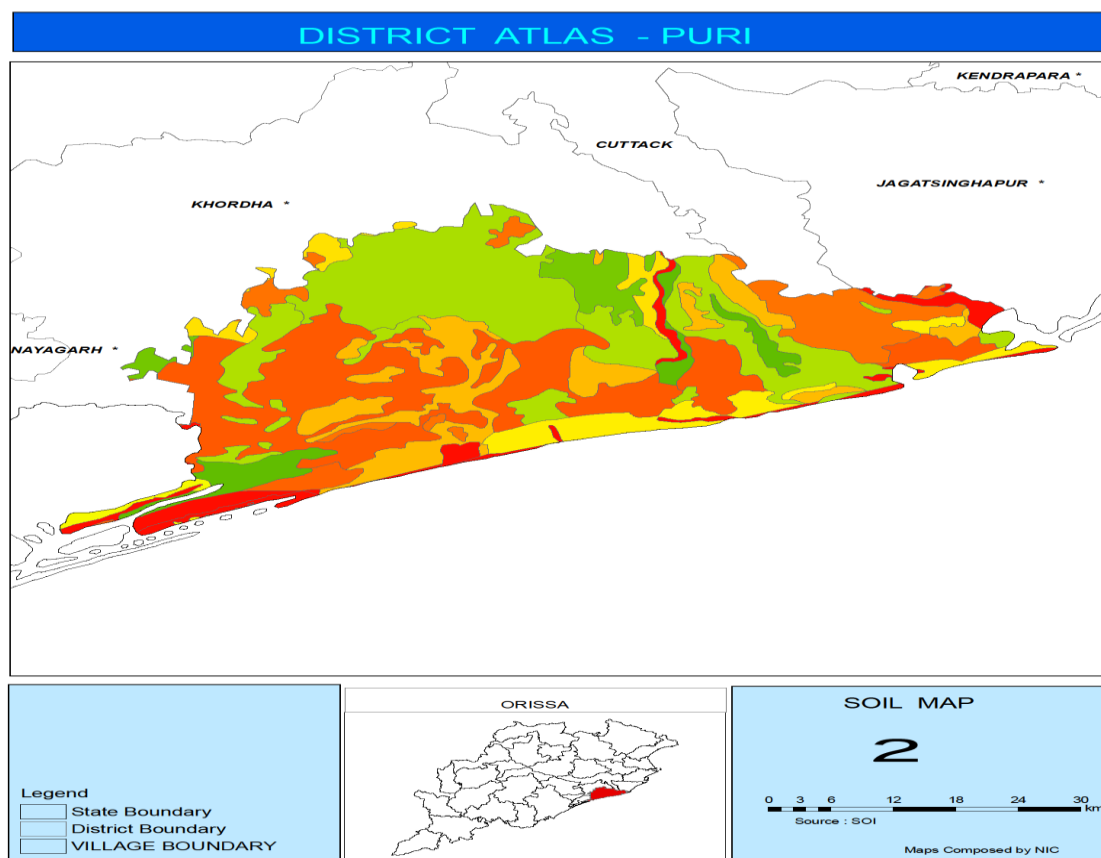 DISTRICT ATLAS - PURI
KENDRAPARA *
CUTTACK
JAGATSINGHAPUR *
KHORDHA *
NAYAGARH *
Legend
State Boundary
District Boundary
VILLAGE BOUNDARY
ORISSA
SOIL MAP
2
0 3 6 12 18 24 30
km
Source : SOI
Maps Composed by NIC